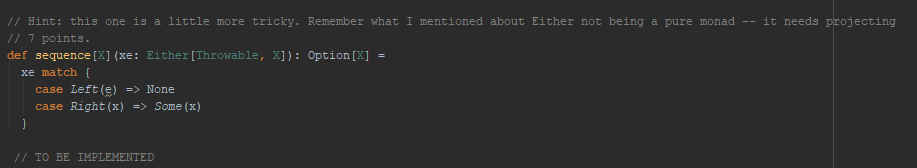 // Hint: this one is a little more tricky. Remember what I mentioned about Either not being a pure monad -- it needs projecting
// 7 points.
def sequence[X](xe: Either[Throwable, X]): Option[X] =
  xe match {
    case Left(e) => None
    case Right(x) => Some(x)
  }
// TO BE IMPLEMENTED